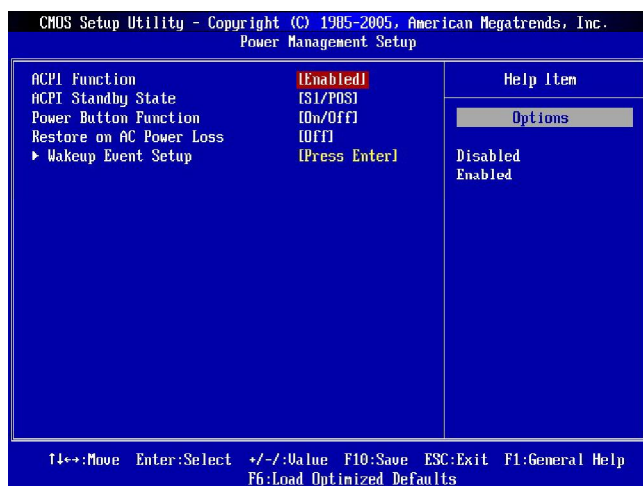 CMOS Setup Utility - Copyright (C) 1985-2005, American Megatrends, Inc.
Power Management Setup
ACPI Function [Enabled]
ACPI Standby State [S1/POS]
Power Button Function [On/Off]
Restore on AC Power Loss [Off]
▶ Wakeup Event Setup [Press Enter]
Help Item
Options
Disabled
Enabled
↑↓←→:Move Enter:Select +/-/:Value F10:Save ESC:Exit F1:General Help
F6:Load Optimized Defaults